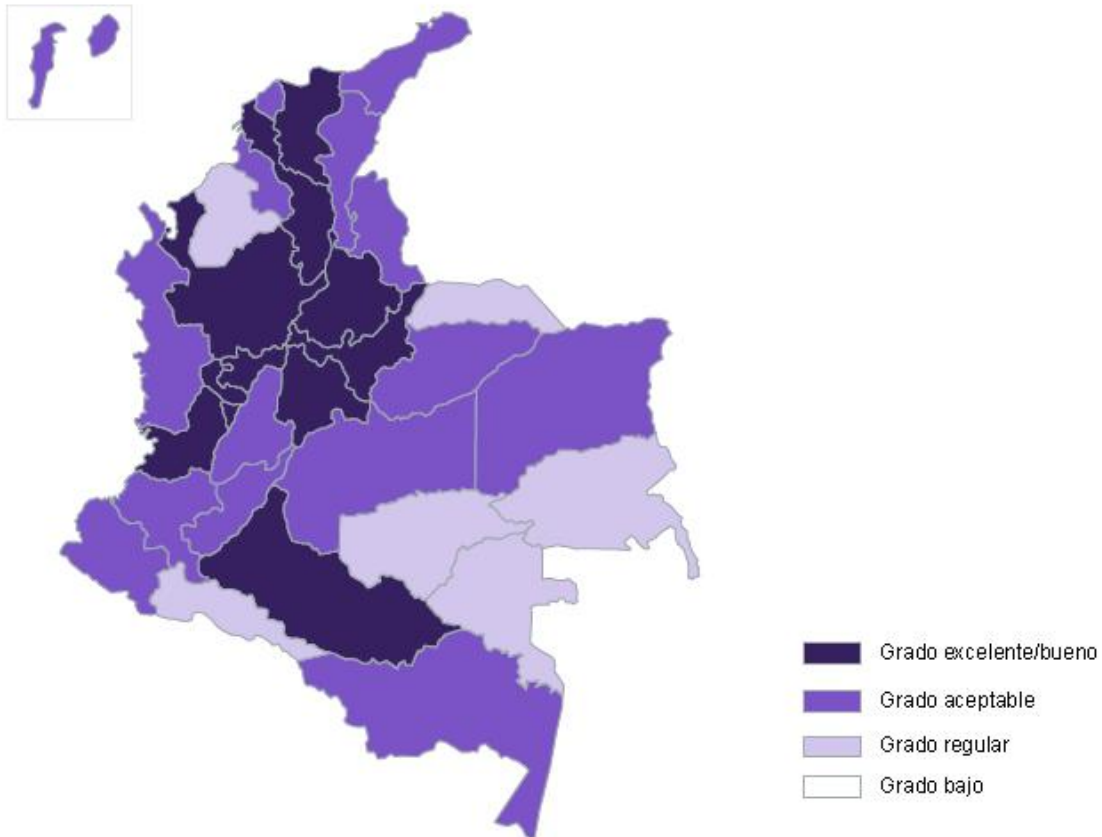 Grado excelente/bueno
Grado aceptable
Grado regular
Grado bajo